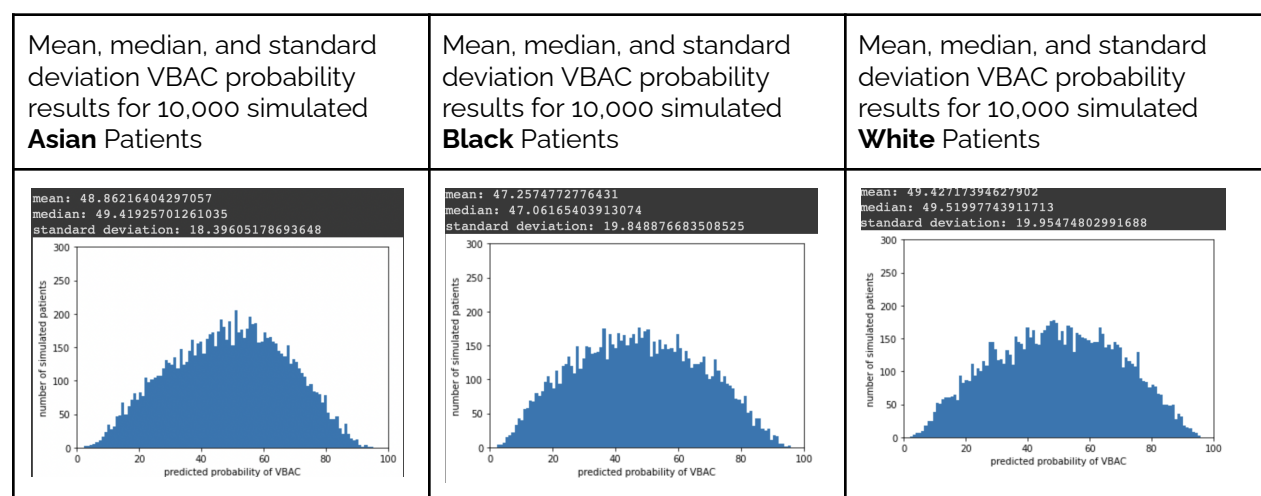 Mean, median, and standard
deviation VBAC probability
results for 10,000 simulated
Asian Patients
Mean, median, and standard
deviation VBAC probability
results for 10,000 simulated
Black Patients
Mean, median, and standard
deviation VBAC probability
results for 10,000 simulated
White Patients
mean: 48.86216404297057
median: 49.41925701261035
standard deviation: 18.39605178693648
300
250
200
150
100
50
0
number of simulated patients
0 20 40 60 80 100
predicted probability of VBAC
mean: 47.2574772776431
median: 47.06165403913074
standard deviation: 19.848876683508525
300
250
200
150
100
50
0
number of simulated patients
0 20 40 60 80 100
predicted probability of VBAC
mean: 49.42717394627902
median: 49.51997743911713
standard deviation: 19.95474802991688
300
250
200
150
100
50
0
number of simulated patients
0 20 40 60 80 100
predicted probability of VBAC